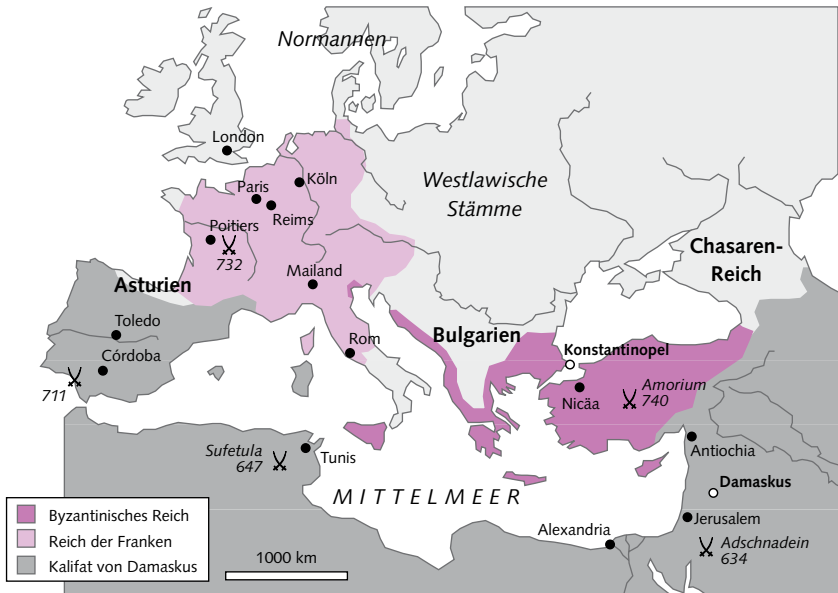 Normannen
London
Paris
Köln
Reims
Poitiers
732
Westlawische
Stämme
Chasaren-
Reich
Asturien
Mailand
Toledo
Córdoba
711
Rom
Bulgarien
Konstantinopel
Nicäa
Amorium
740
Sufetula
647
Tunis
Antiochia
Damaskus
MITTELMEER
Alexandria
Jerusalem
Adschnadein
634
Byzantinisches Reich
Reich der Franken
Kalifat von Damaskus
1000 km